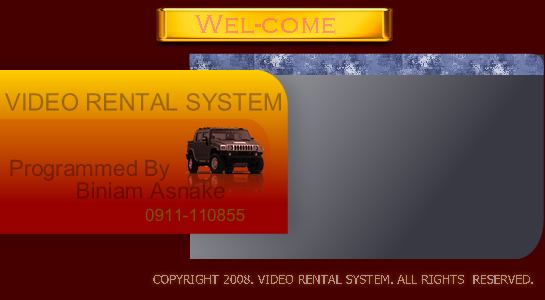 Wel-come
VIDEO RENTAL SYSTEM
Programmed By
Biniam Asnake
0911-110855
COPYRIGHT 2008. VIDEO RENTAL SYSTEM. ALL RIGHTS RESERVED.